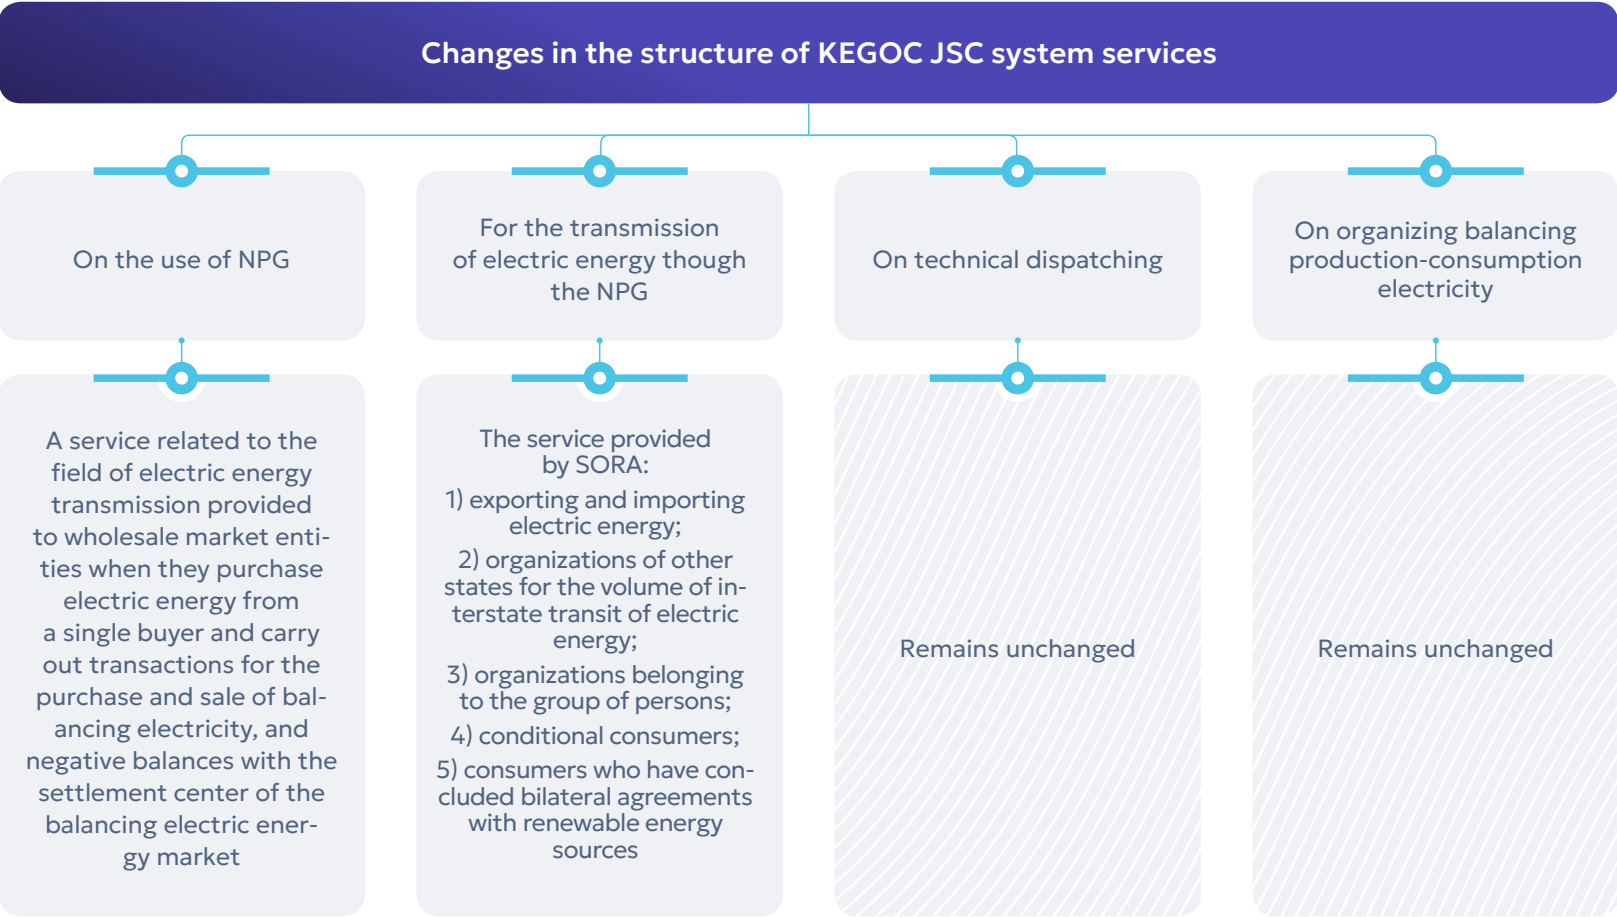 Changes in the structure of KEGOC JSC system services
On the use of NPG
For the transmission
of electric energy though
the NPG
On technical dispatching
On organizing balancing
production-consumption
electricity
A service related to the
field of electric energy
transmission provided
to wholesale market enti-
ties when they purchase
electric energy from
a single buyer and carry
out transactions for the
purchase and sale of bal-
ancing electricity, and
negative balances with the
settlement center of the
balancing electric ener-
gy market
The service provided
by SORA:
1) exporting and importing
electric energy;
2) organizations of other
states for the volume of in-
terstate transit of electric
energy;
3) organizations belonging
to the group of persons;
4) conditional consumers;
5) consumers who have con-
cluded bilateral agreements
with renewable energy
sources
Remains unchanged
Remains unchanged